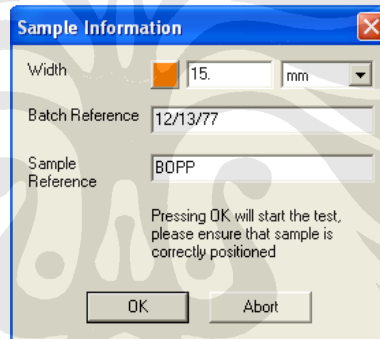 Sample Information
Width 15. mm
Batch Reference 12/13/77
Sample
Reference
BOPP
Pressing OK will start the test,
please ensure that sample is
correctly positioned
OK Abort